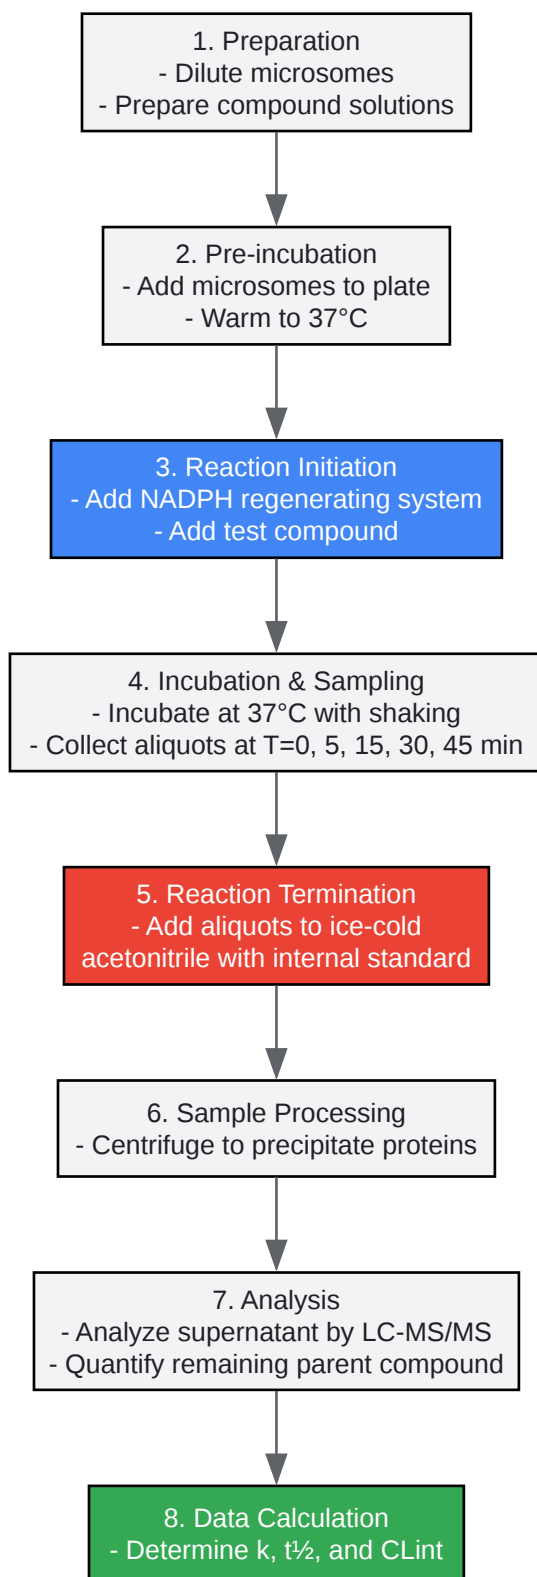 1. Preparation
- Dilute microsomes
- Prepare compound solutions
2. Pre-incubation
- Add microsomes to plate
- Warm to 37°C
3. Reaction Initiation
- Add NADPH regenerating system
- Add test compound
4. Incubation & Sampling
- Incubate at 37°C with shaking
- Collect aliquots at T=0, 5, 15, 30, 45 min
5. Reaction Termination
- Add aliquots to ice-cold
acetonitrile with internal standard
6. Sample Processing
- Centrifuge to precipitate proteins
7. Analysis
- Analyze supernatant by LC-MS/MS
- Quantify remaining parent compound
8. Data Calculation
- Determine k, t½, and CLint